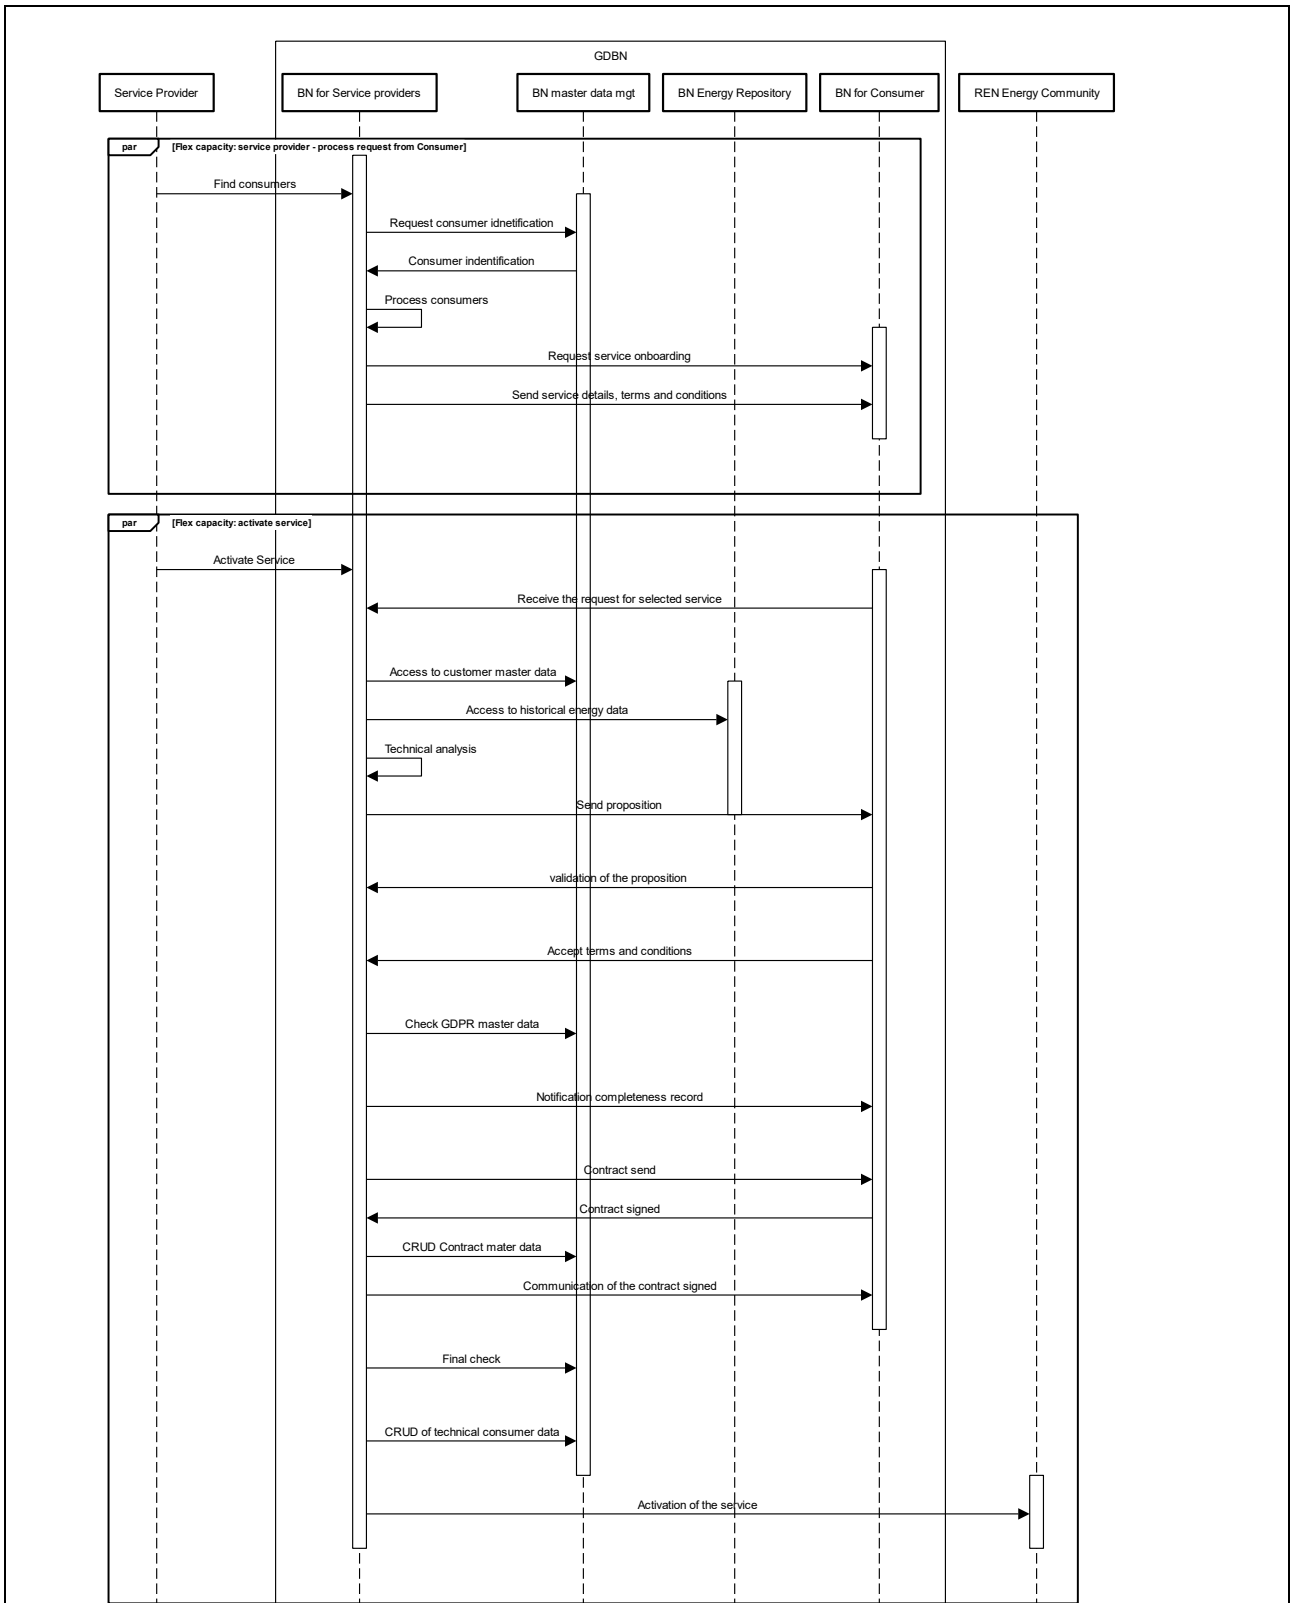 GDBN
Service Provider
BN for Service providers
BN master data mgt
BN Energy Repository
BN for Consumer
REN Energy Community
par
[Flex capacity: service provider - process request from Consumer]
Find consumers
Request consumer idnetification
Consumer indentification
Process consumers
Request service onboarding
Send service details, terms and conditions
par
[Flex capacity: activate service]
Activate Service
Receive the request for selected service
Access to customer master data
Access to historical energy data
Technical analysis
Send proposition
validation of the proposition
Accept terms and conditions
Check GDPR master data
Notification completeness record
Contract send
Contract signed
CRUD Contract mater data
Communication of the contract signed
Final check
CRUD of technical consumer data
Activation of the service